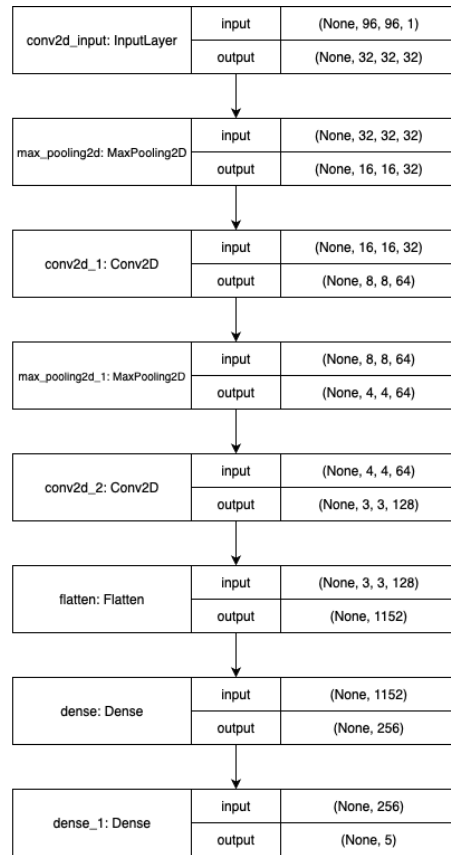 conv2d_input: InputLayer
input (None, 96, 96, 1)
output (None, 32, 32, 32)
max_pooling2d: MaxPooling2D
input (None, 32, 32, 32)
output (None, 16, 16, 32)
conv2d_1: Conv2D
input (None, 16, 16, 32)
output (None, 8, 8, 64)
max_pooling2d_1: MaxPooling2D
input (None, 8, 8, 64)
output (None, 4, 4, 64)
conv2d_2: Conv2D
input (None, 4, 4, 64)
output (None, 3, 3, 128)
flatten: Flatten
input (None, 3, 3, 128)
output (None, 1152)
dense: Dense
input (None, 1152)
output (None, 256)
dense_1: Dense
input (None, 256)
output (None, 5)